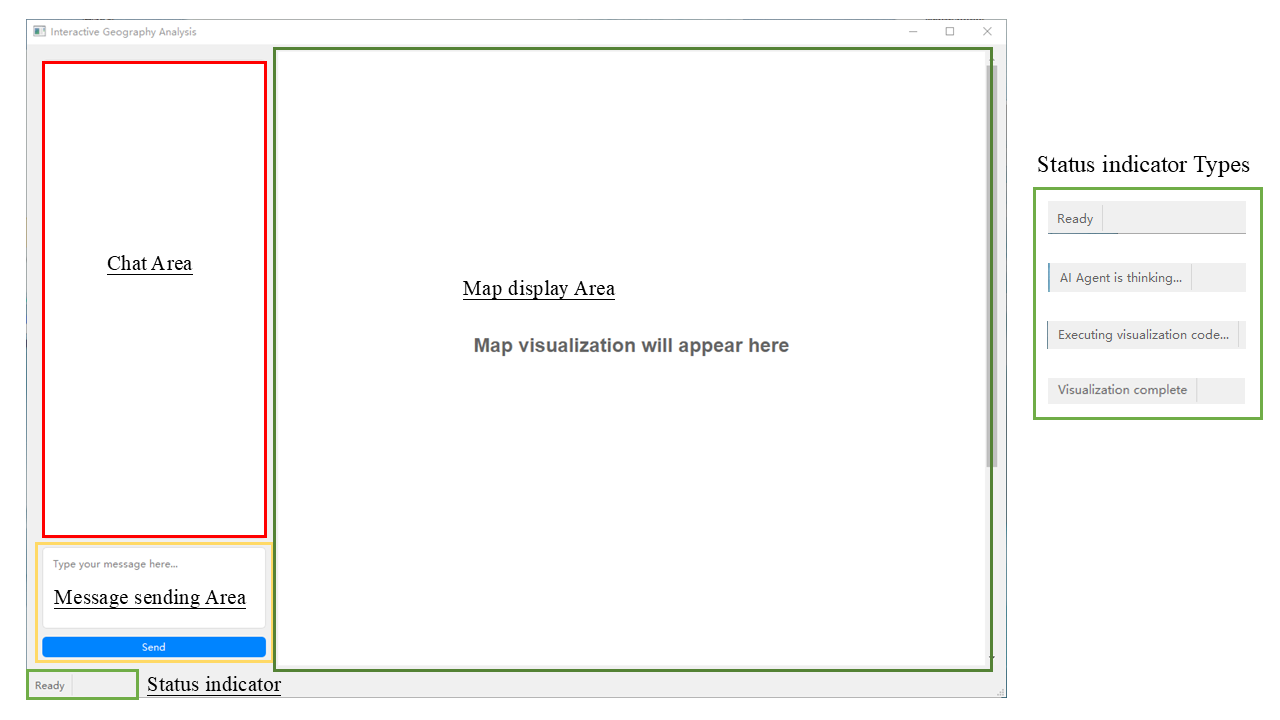 Interactive Geography Analysis
Chat Area
Map display Area
Map visualization will appear here
Type your message here...
Message sending Area
Send
Ready
Status indicator
Status indicator Types
Ready
AI Agent is thinking...
Executing visualization code...
Visualization complete